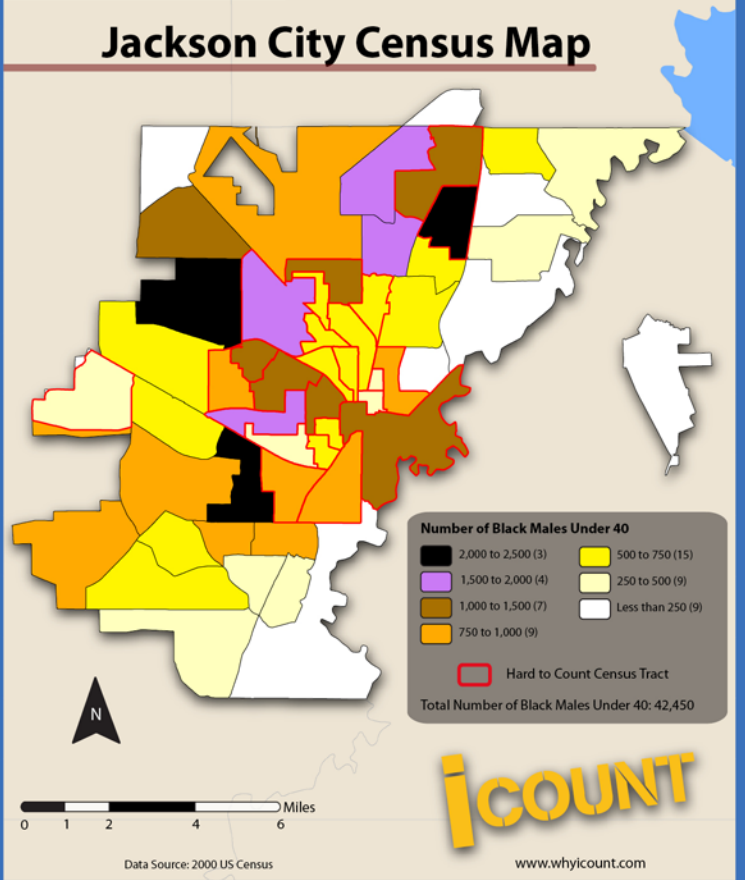 Jackson City Census Map
Number of Black Males Under 40
2,000 to 2,500 (3)
1,500 to 2,000 (4)
1,000 to 1,500 (7)
750 to 1,000 (9)
500 to 750 (15)
250 to 500 (9)
Less than 250 (9)
Hard to Count Census Tract
Total Number of Black Males Under 40: 42,450
N
Miles
0 1 2 4 6
iCOUNT
Data Source: 2000 US Census
www.whyicount.com